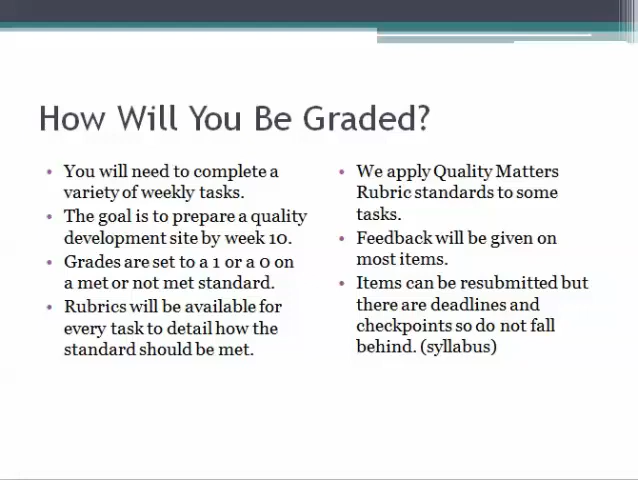 How Will You Be Graded?
• You will need to complete a
variety of weekly tasks.
• The goal is to prepare a quality
development site by week 10.
• Grades are set to a 1 or a 0 on
a met or not met standard.
• Rubrics will be available for
every task to detail how the
standard should be met.
• We apply Quality Matters
Rubric standards to some
tasks.
• Feedback will be given on
most items.
• Items can be resubmitted but
there are deadlines and
checkpoints so do not fall
behind. (syllabus)